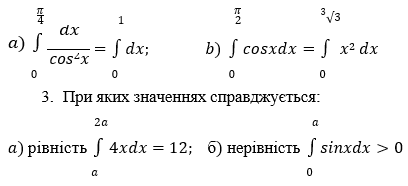 a) ∫₀^{π/4} dx/cos²x = ∫₀^1 dx; b) ∫₀^{π/2} cosxdx = ∫₀^{³√3} x² dx
3. При яких значеннях справджується:
а) рівність ∫ₐ^{2a} 4xdx = 12; б) нерівність ∫₀^a sinxdx > 0